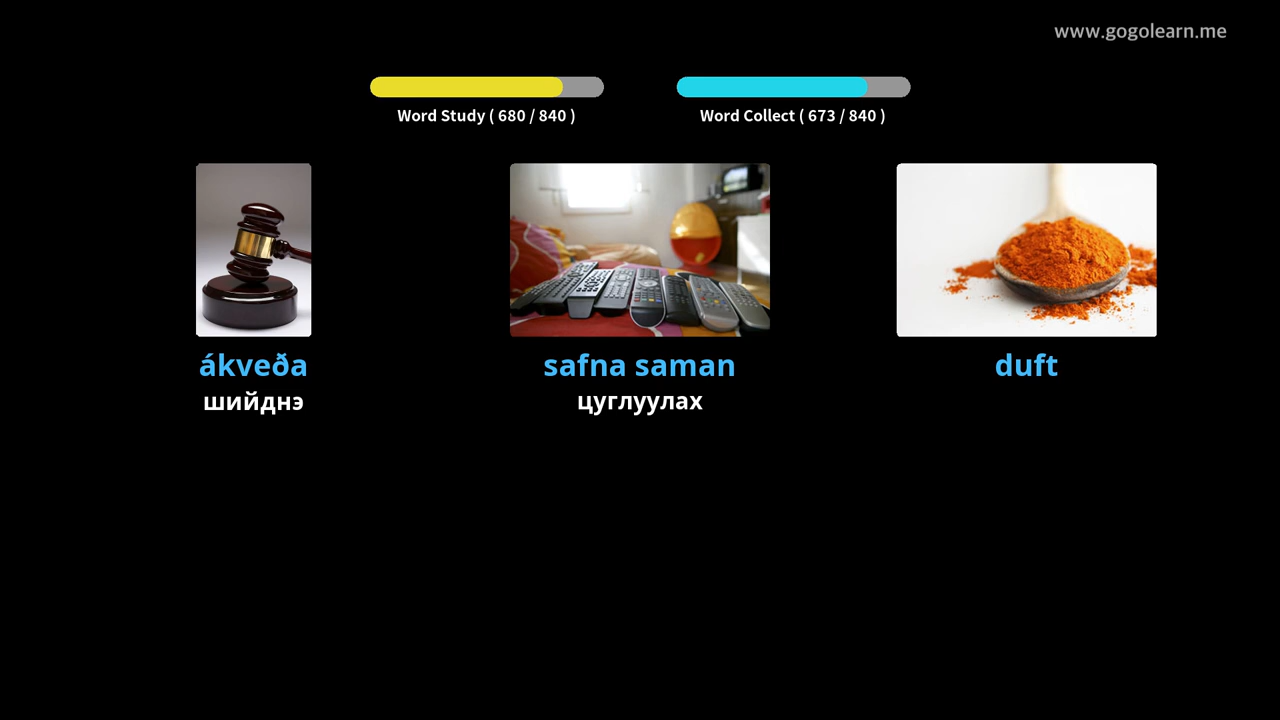 www.gogolearn.me
Word Study ( 680 / 840 )
Word Collect ( 673 / 840 )
ákveða
шийднэ
safna saman
цуглуулах
duft